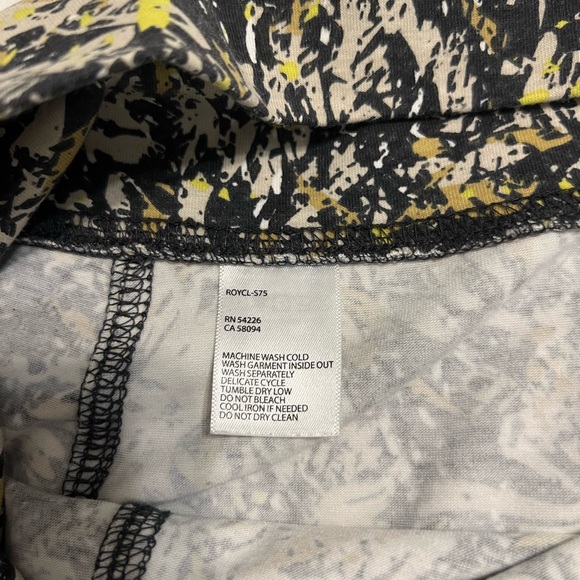 ROYCL-S75
RN 54226
CA 58094
MACHINE WASH COLD
WASH GARMENT INSIDE OUT
WASH SEPARATELY
DELICATE CYCLE
TUMBLE DRY LOW
DO NOT BLEACH
COOL IRON IF NEEDED
DO NOT DRY CLEAN